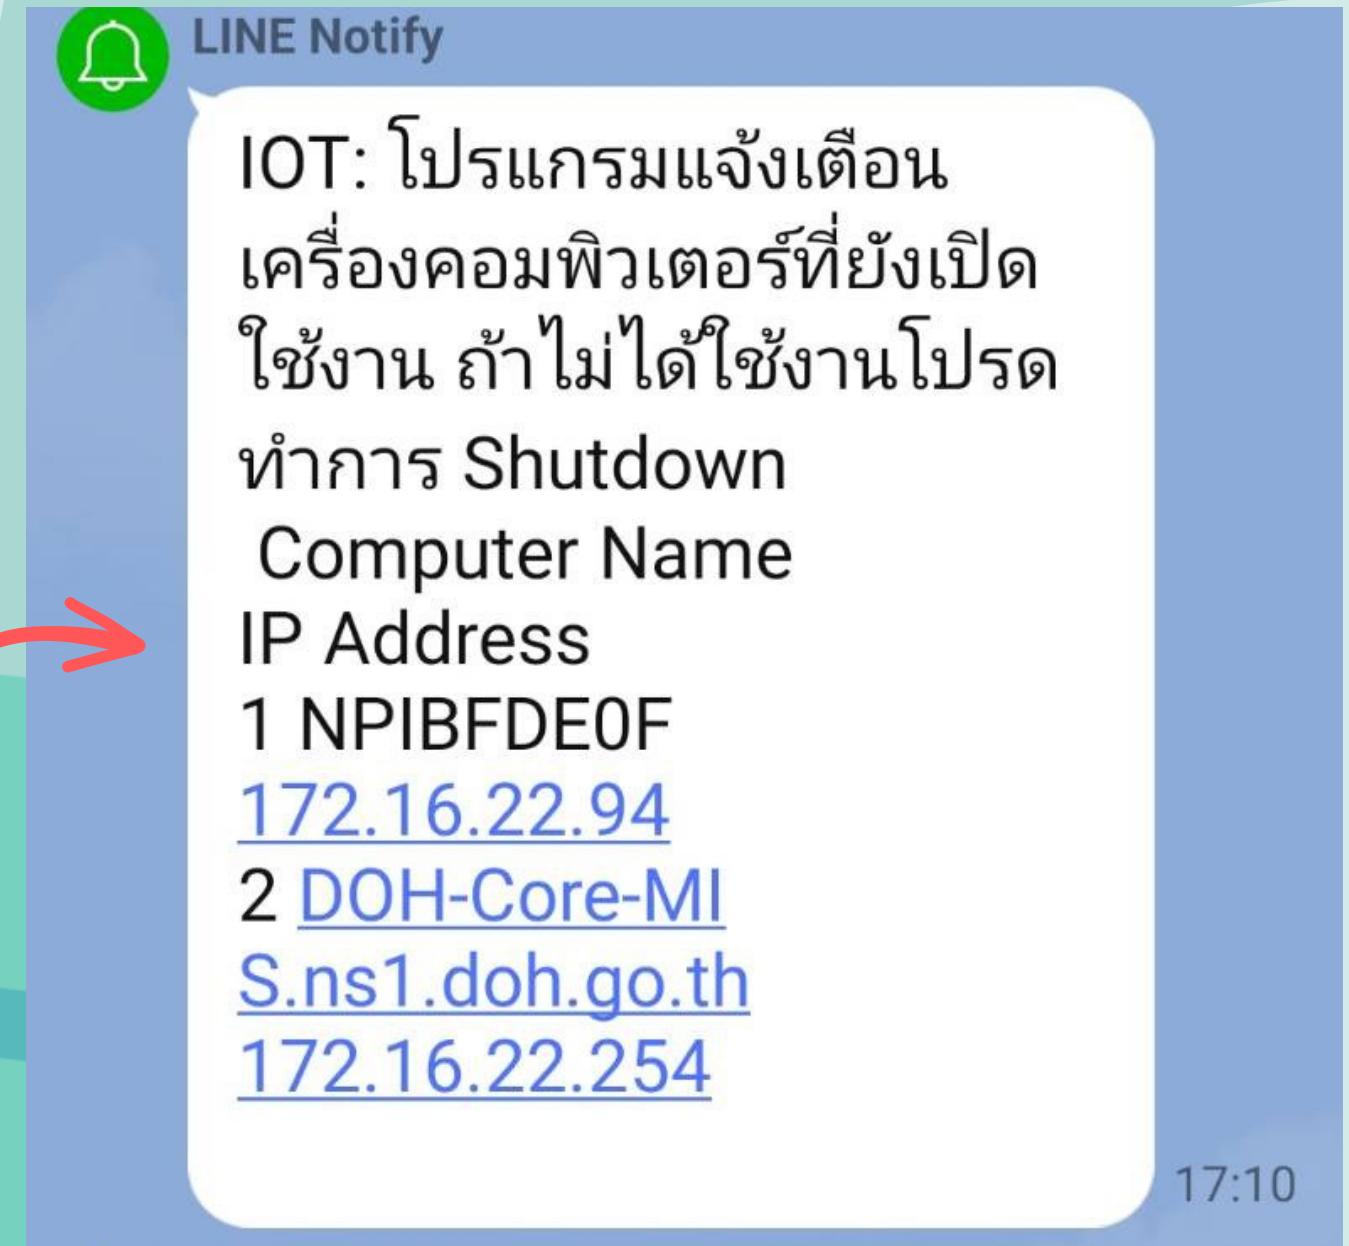 LINE Notify
IOT: โปรแกรมแจ้งเตือน
เครื่องคอมพิวเตอร์ที่ยังเปิด
ใช้งาน ถ้าไม่ได้ใช้งานโปรด
ทำการ Shutdown
Computer Name
IP Address
1 NPIBFDE0F
172.16.22.94
2 DOH-Core-MI
S.ns1.doh.go.th
172.16.22.254
17:10